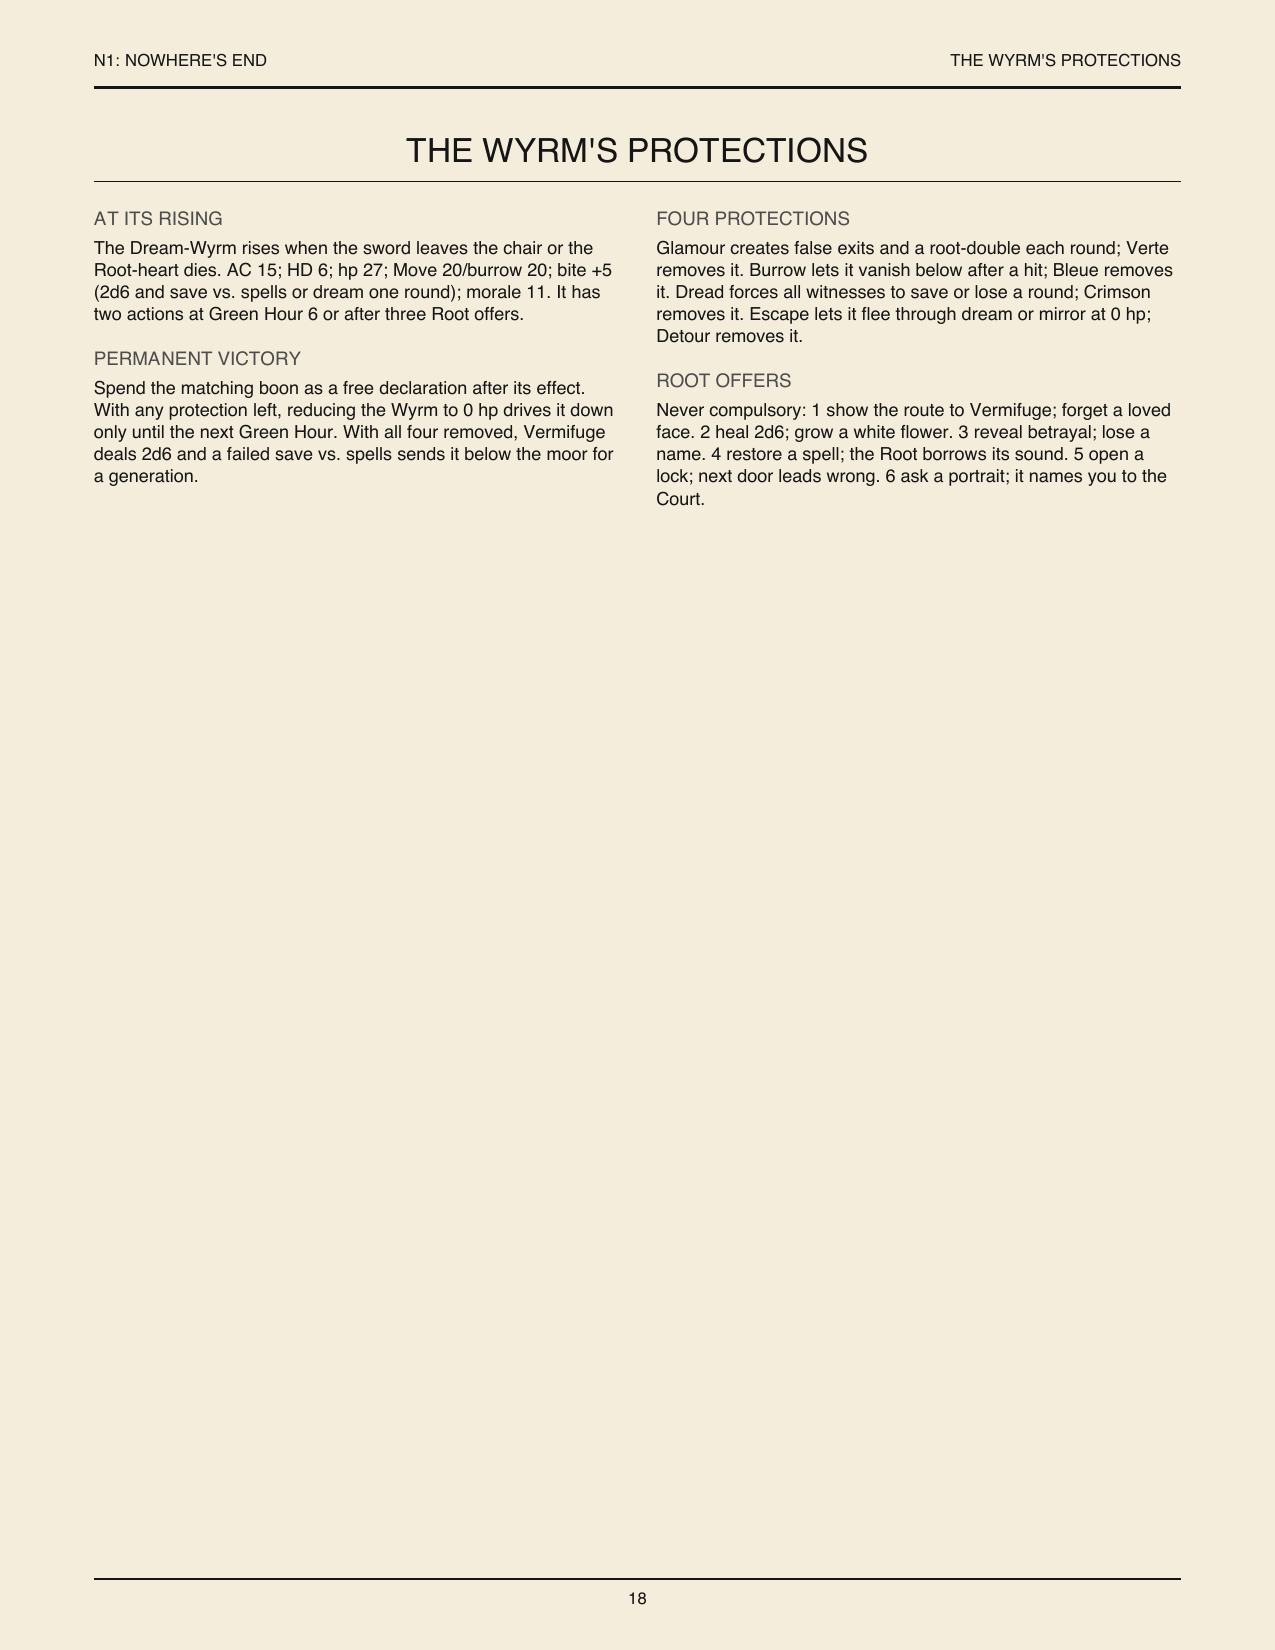 N1: NOWHERE'S END
THE WYRM'S PROTECTIONS
THE WYRM'S PROTECTIONS
AT ITS RISING
The Dream-Wyrm rises when the sword leaves the chair or the
Root-heart dies. AC 15; HD 6; hp 27; Move 20/burrow 20; bite +5
(2d6 and save vs. spells or dream one round); morale 11. It has
two actions at Green Hour 6 or after three Root offers.
PERMANENT VICTORY
Spend the matching boon as a free declaration after its effect.
With any protection left, reducing the Wyrm to 0 hp drives it down
only until the next Green Hour. With all four removed, Vermifuge
deals 2d6 and a failed save vs. spells sends it below the moor for
a generation.
FOUR PROTECTIONS
Glamour creates false exits and a root-double each round; Verte
removes it. Burrow lets it vanish below after a hit; Bleue removes
it. Dread forces all witnesses to save or lose a round; Crimson
removes it. Escape lets it flee through dream or mirror at 0 hp;
Detour removes it.
ROOT OFFERS
Never compulsory: 1 show the route to Vermifuge; forget a loved
face. 2 heal 2d6; grow a white flower. 3 reveal betrayal; lose a
name. 4 restore a spell; the Root borrows its sound. 5 open a
lock; next door leads wrong. 6 ask a portrait; it names you to the
Court.
18